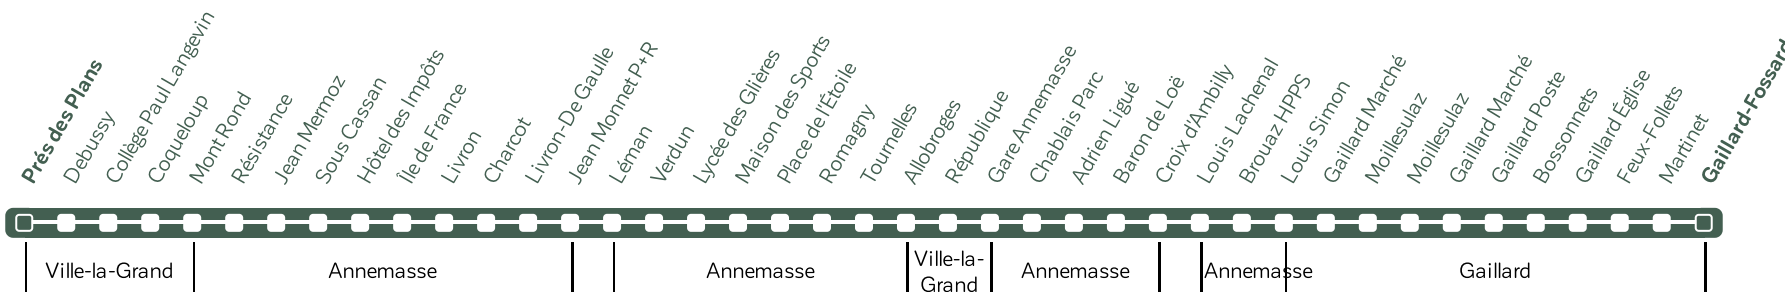 Prés des Plans
Debussy
Collège Paul Langevin
Coqueloup
Mont Rond
Résistance
Jean Mermoz
Sous Cassan
Hôtel des Impôts
Île de France
Livron
Charcot
Livron-De Gaulle
Jean Monnet P+R
Léman
Verdun
Lycée des Glières
Maison des Sports
Place de l'Étoile
Romagny
Tournelles
Allobroges
République
Gare Annemasse
Chablais Parc
Adrien Ligué
Baron de Loë
Croix d'Ambilly
Louis Lachenal
Brouaz HPPS
Louis Simon
Gaillard Marché
Moillesulaz
Moillesulaz
Gaillard Marché
Gaillard Poste
Bossonnets
Gaillard Église
Feux-Follets
Martinet
Gaillard-Fossard
Ville-la-Grand
Annemasse
Annemasse
Ville-la-
Grand
Annemasse
Annemasse
Gaillard